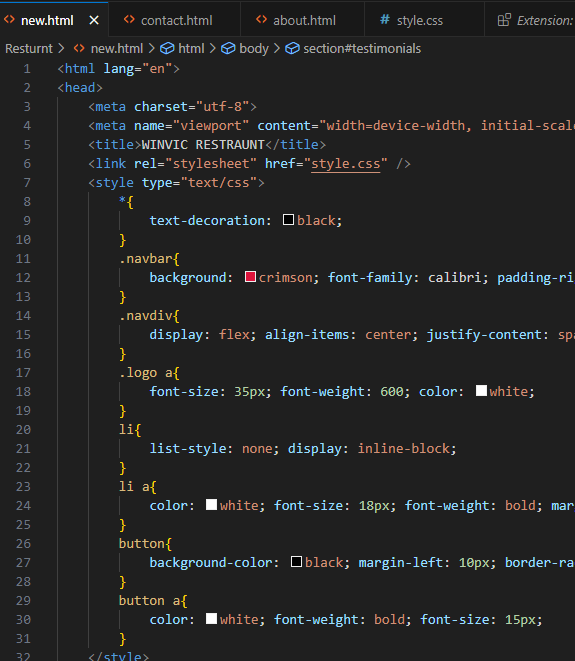 new.html × contact.html about.html # style.css Extension:
Resturnt > new.html > html > body > section#testimonials
1 <html lang="en">
2 <head>
3 <meta charset="utf-8">
4 <meta name="viewport" content="width=device-width, initial-scale
5 <title>WINVIC RESTRAUNT</title>
6 <link rel="stylesheet" href="style.css" />
7 <style type="text/css">
8 *{
9 text-decoration: black;
10 }
11 .navbar{
12 background: crimson; font-family: calibri; padding-ri
13 }
14 .navdiv{
15 display: flex; align-items: center; justify-content: spa
16 }
17 .logo a{
18 font-size: 35px; font-weight: 600; color: white;
19 }
20 li{
21 list-style: none; display: inline-block;
22 }
23 li a{
24 color: white; font-size: 18px; font-weight: bold; mar
25 }
26 button{
27 background-color: black; margin-left: 10px; border-ra
28 }
29 button a{
30 color: white; font-weight: bold; font-size: 15px;
31 }
32 </style>